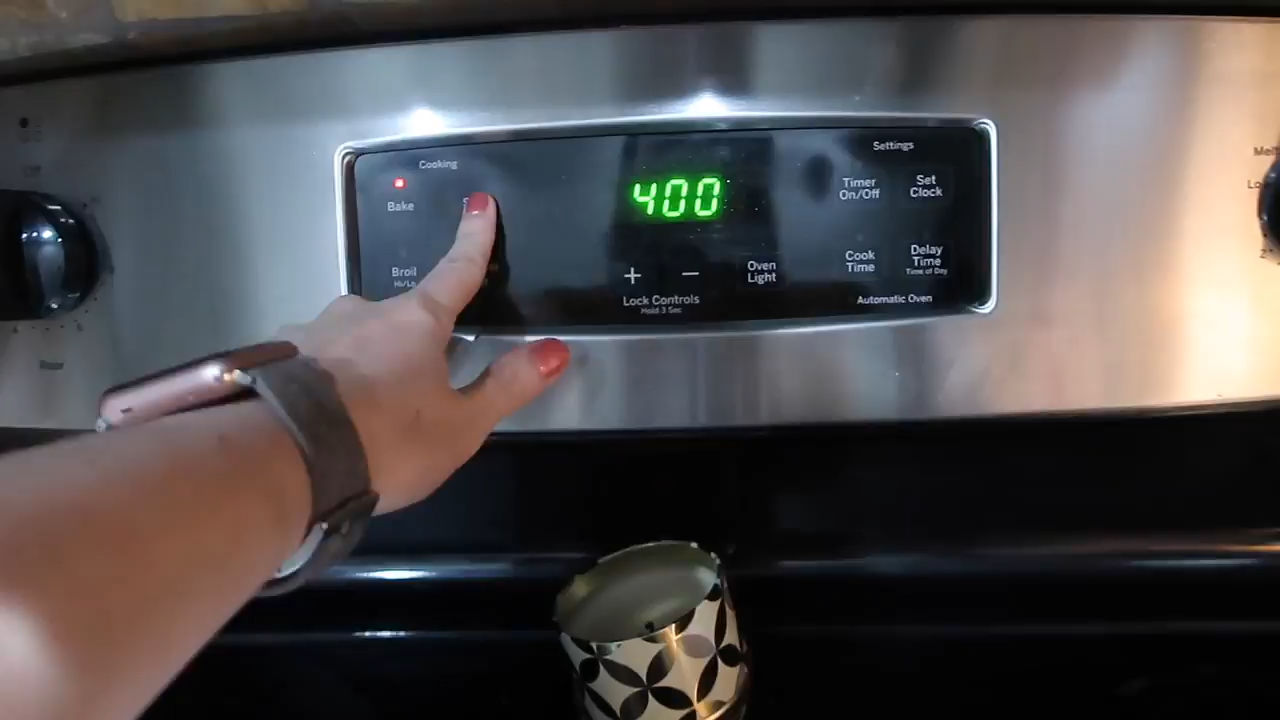 Cooking
Bake
Broil
Hi/Lo
400
+ −
Oven
Light
Lock Controls
Hold 3 Sec
Settings
Timer
On/Off
Set
Clock
Cook
Time
Delay
Time
Time of Day
Automatic Oven